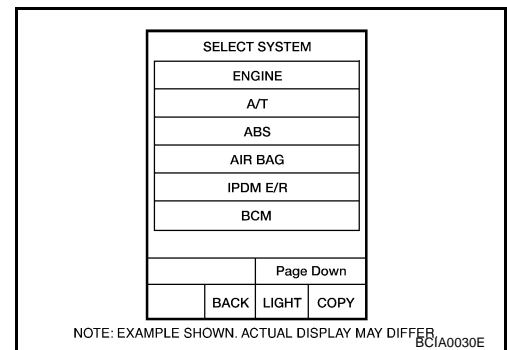 SELECT SYSTEM
ENGINE
A/T
ABS
AIR BAG
IPDM E/R
BCM
Page Down
BACK LIGHT COPY
NOTE: EXAMPLE SHOWN. ACTUAL DISPLAY MAY DIFFER.
BCIA0030E